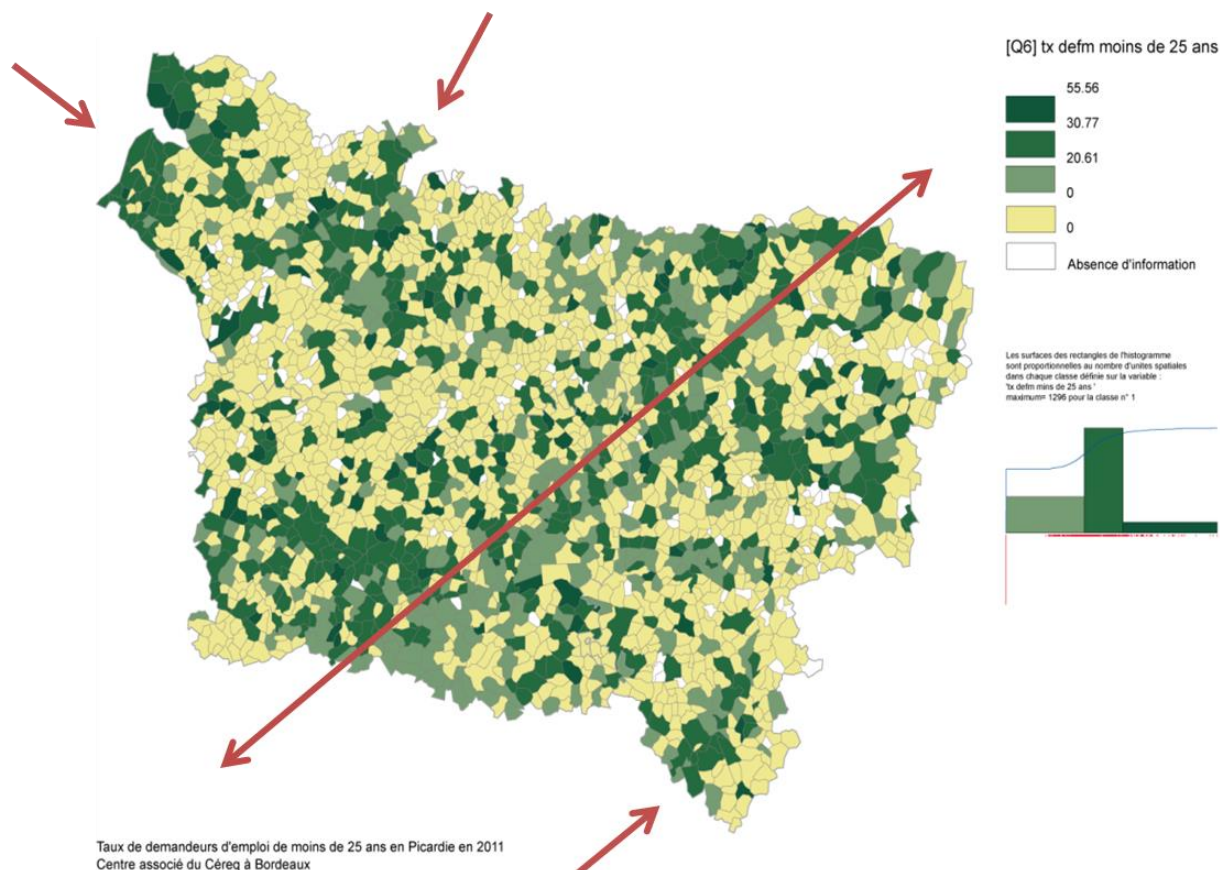 [Q6] tx defm moins de 25 ans
55.56
30.77
20.61
0
0
Absence d'information
Les surfaces des rectangles de l'histogramme
sont proportionnelles au nombre d'unites spatiales
dans chaque classe définie sur la variable :
'tx defm mins de 25 ans '
maximum= 1296 pour la classe n° 1
Taux de demandeurs d'emploi de moins de 25 ans en Picardie en 2011
Centre associé du Céreq à Bordeaux